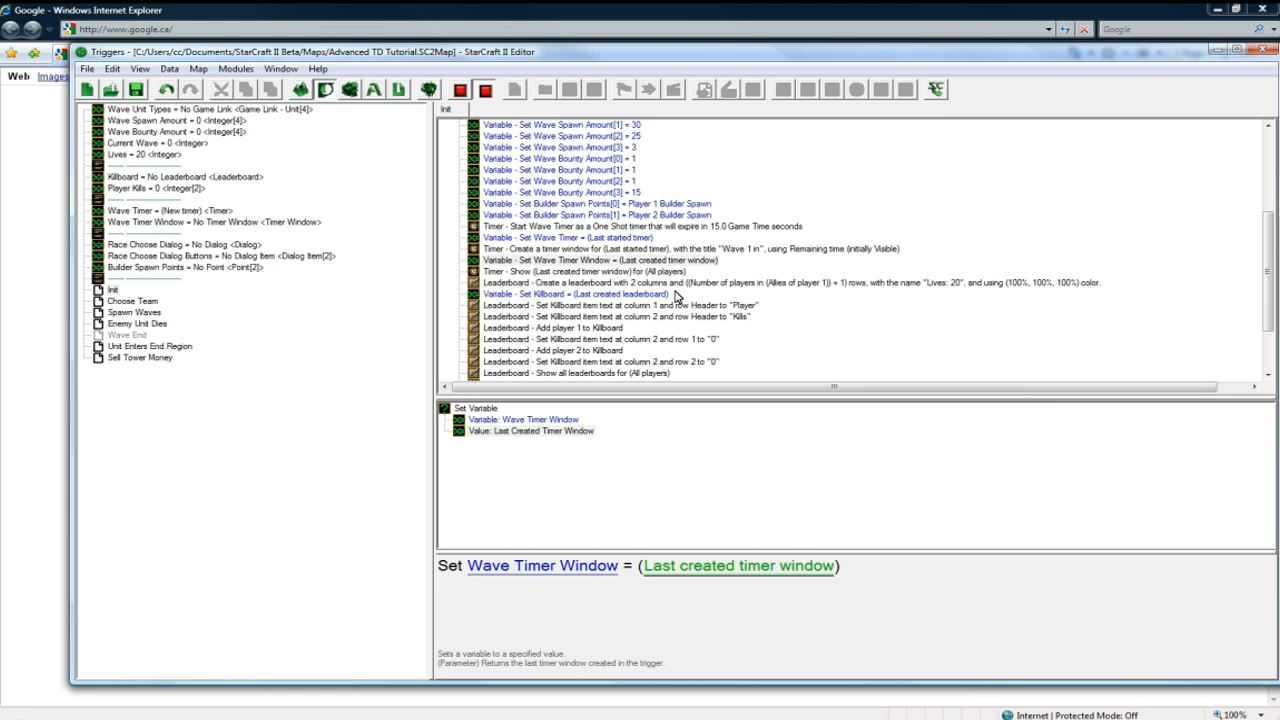 Google - Windows Internet Explorer
http://www.google.ca/
Google
Web Images
Triggers - [C:/Users/cc/Documents/StarCraft II Beta/Maps/Advanced TD Tutorial.SC2Map] - StarCraft II Editor
File Edit View Data Map Modules Window Help
Wave Unit Types = No Game Link <Game Link - Unit[4]>
Wave Spawn Amount = 0 <Integer[4]>
Wave Bounty Amount = 0 <Integer[4]>
Current Wave = 0 <Integer>
Lives = 20 <Integer>
Killboard = No Leaderboard <Leaderboard>
Player Kills = 0 <Integer[2]>
Wave Timer = (New timer) <Timer>
Wave Timer Window = No Timer Window <Timer Window>
Race Choose Dialog = No Dialog <Dialog>
Race Choose Dialog Buttons = No Dialog Item <Dialog Item[2]>
Builder Spawn Points = No Point <Point[2]>
Init
Choose Team
Spawn Waves
Enemy Unit Dies
Wave End
Unit Enters End Region
Sell Tower Money
Init
Variable - Set Wave Spawn Amount[1] = 30
Variable - Set Wave Spawn Amount[2] = 25
Variable - Set Wave Spawn Amount[3] = 3
Variable - Set Wave Bounty Amount[0] = 1
Variable - Set Wave Bounty Amount[1] = 1
Variable - Set Wave Bounty Amount[2] = 1
Variable - Set Wave Bounty Amount[3] = 15
Variable - Set Builder Spawn Points[0] = Player 1 Builder Spawn
Variable - Set Builder Spawn Points[1] = Player 2 Builder Spawn
Timer - Start Wave Timer as a One Shot timer that will expire in 15.0 Game Time seconds
Variable - Set Wave Timer = (Last started timer)
Timer - Create a timer window for (Last started timer), with the title "Wave 1 in", using Remaining time (initially Visible)
Variable - Set Wave Timer Window = (Last created timer window)
Timer - Show (Last created timer window) for (All players)
Leaderboard - Create a leaderboard with 2 columns and ((Number of players in (Allies of player 1)) + 1) rows, with the name "Lives: 20", and using (100%, 100%, 100%) color.
Variable - Set Killboard = (Last created leaderboard)
Leaderboard - Set Killboard item text at column 1 and row Header to "Player"
Leaderboard - Set Killboard item text at column 2 and row Header to "Kills"
Leaderboard - Add player 1 to Killboard
Leaderboard - Set Killboard item text at column 2 and row 1 to "0"
Leaderboard - Add player 2 to Killboard
Leaderboard - Set Killboard item text at column 2 and row 2 to "0"
Leaderboard - Show all leaderboards for (All players)
Set Variable
Variable: Wave Timer Window
Value: Last Created Timer Window
Set Wave Timer Window = (Last created timer window)
Sets a variable to a specified value.
(Parameter) Returns the last timer window created in the trigger.
Internet | Protected Mode: Off
100%